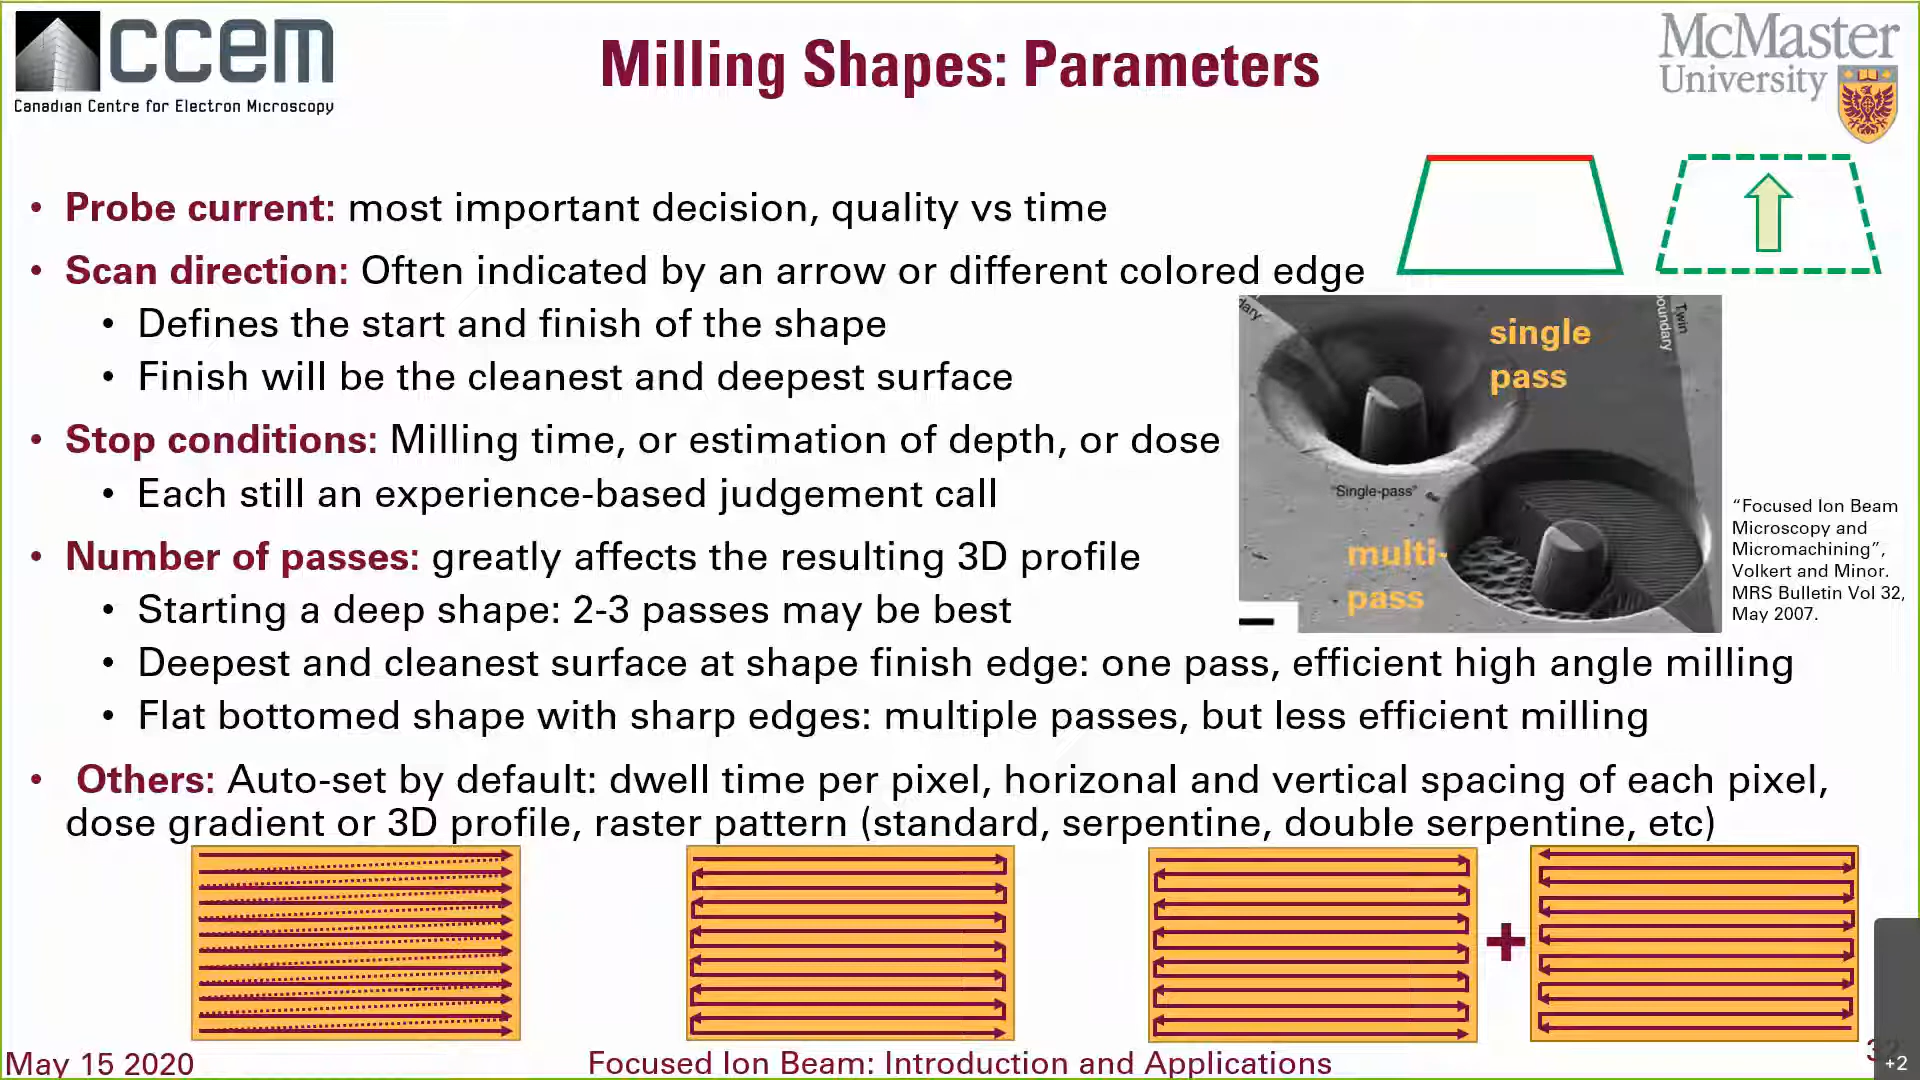 ccem
Canadian Centre for Electron Microscopy
Milling Shapes: Parameters
McMaster
University
• Probe current: most important decision, quality vs time
• Scan direction: Often indicated by an arrow or different colored edge
• Defines the start and finish of the shape
• Finish will be the cleanest and deepest surface
• Stop conditions: Milling time, or estimation of depth, or dose
• Each still an experience-based judgement call
• Number of passes: greatly affects the resulting 3D profile
• Starting a deep shape: 2-3 passes may be best
• Deepest and cleanest surface at shape finish edge: one pass, efficient high angle milling
• Flat bottomed shape with sharp edges: multiple passes, but less efficient milling
• Others: Auto-set by default: dwell time per pixel, horizonal and vertical spacing of each pixel,
dose gradient or 3D profile, raster pattern (standard, serpentine, double serpentine, etc)
single
pass
Twin
"Single-pass"
multi-
pass
“Focused Ion Beam
Microscopy and
Micromachining”,
Volkert and Minor.
MRS Bulletin Vol 32,
May 2007.
+
May 15 2020
Focused Ion Beam: Introduction and Applications
+2